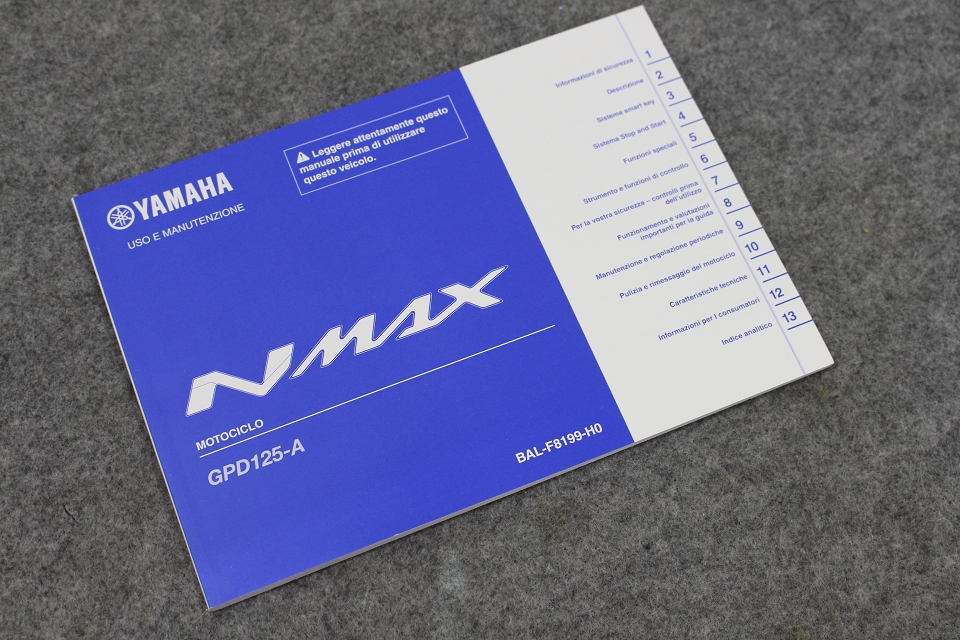 YAMAHA
USO E MANUTENZIONE
Leggere attentamente questo
manuale prima di utilizzare
questo veicolo.
NMAX
MOTOCICLO
GPD125-A
BAL-F8199-H0
Informazioni di sicurezza 1
Descrizione 2
Sistema smart key 3
Sistema Stop and Start 4
Funzioni speciali 5
Strumento e funzioni di controllo 6
Per la vostra sicurezza – controlli prima
dell'utilizzo 7
Funzionamento e valutazioni
importanti per la guida 8
Manutenzione e regolazione periodiche 9
Pulizia e rimessaggio del motociclo 10
Caratteristiche tecniche 11
Informazioni per I consumatori 12
Indice analitico 13